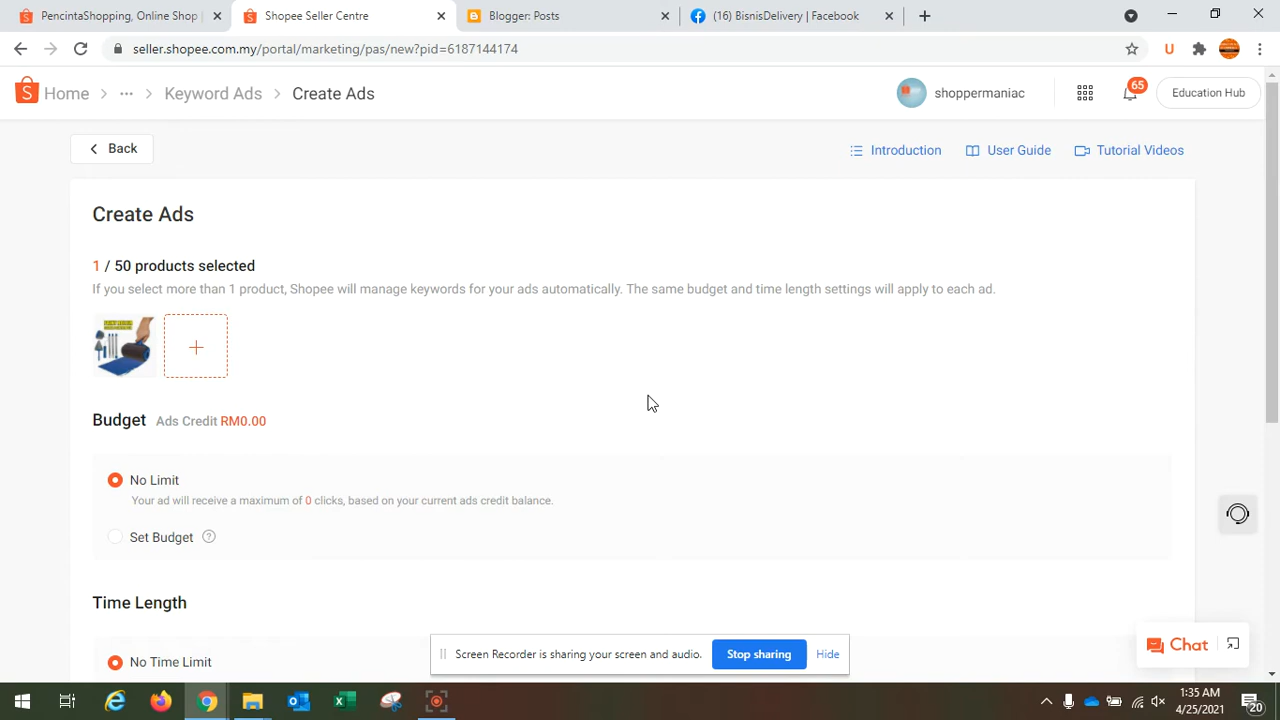 PencintaShopping, Online Shop
Shopee Seller Centre
Blogger: Posts
(16) BisnisDelivery | Facebook
seller.shopee.com.my/portal/marketing/pas/new?pid=6187144174
Home > ··· > Keyword Ads > Create Ads
shoppermaniac
65
Education Hub
Back
Introduction
User Guide
Tutorial Videos
Create Ads
1 / 50 products selected
If you select more than 1 product, Shopee will manage keywords for your ads automatically. The same budget and time length settings will apply to each ad.
Budget Ads Credit RM0.00
No Limit
Your ad will receive a maximum of 0 clicks, based on your current ads credit balance.
Set Budget ?
Time Length
No Time Limit
Screen Recorder is sharing your screen and audio.
Stop sharing
Hide
Chat
1:35 AM
4/25/2021
20